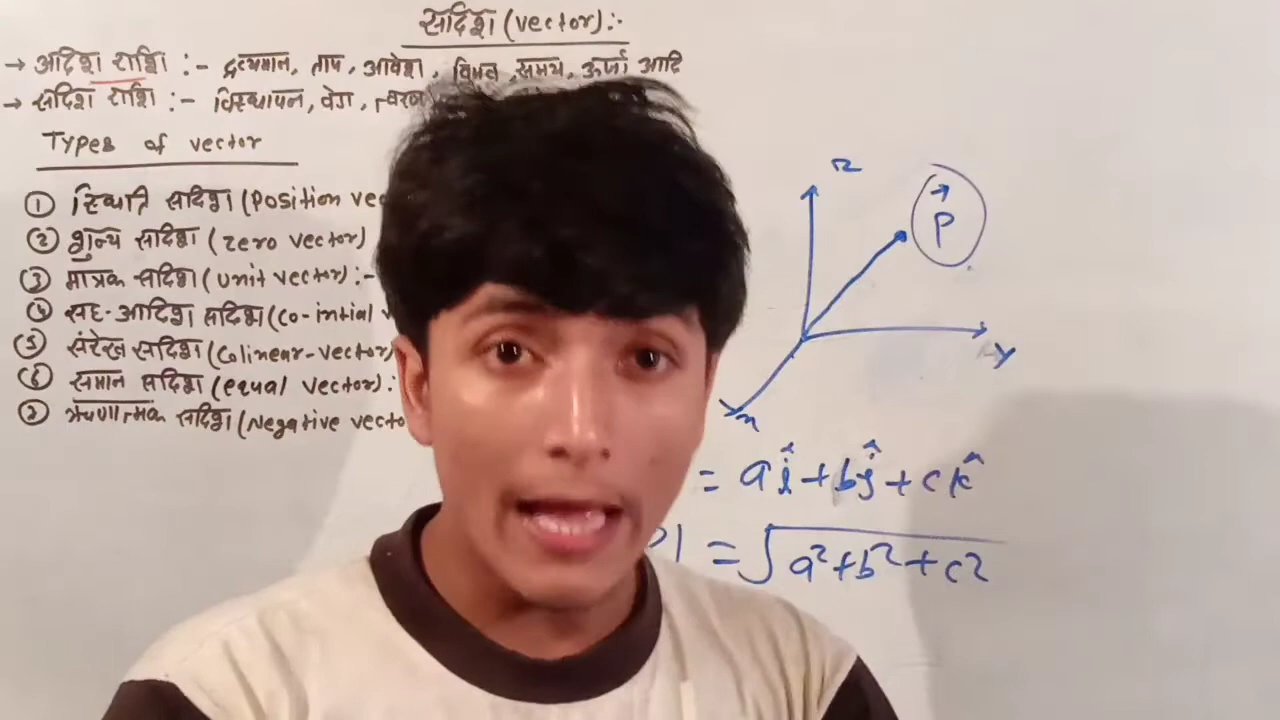 सदिश (vector):-
→ अदिश राशि :- द्रव्यमान, ताप, आवेश, विभव, समय, ऊर्जा आदि
→ सदिश राशि :- विस्थापन, वेग, त्वरण
Types of vector
① स्थिति सदिश (Position vec
② शुन्य सदिश (zero vector)
③ मात्रक सदिश (unit vector):-
④ सह-आदिश सदिश (Co-intial v
⑤ संरेख सदिश (Colinear-vector)
⑥ समान सदिश (equal vector):
⑦ ऋणात्मक सदिश (Negative vecto
Z
P⃗
y
x
= aî+bĵ+ck̂
| = √a²+b²+c²